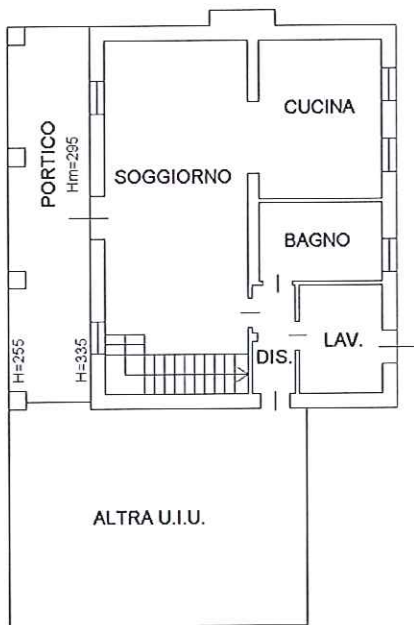 CUCINA
PORTICO
Hm=295
SOGGIORNO
BAGNO
LAV.
DIS.
H=255
H=335
ALTRA U.I.U.